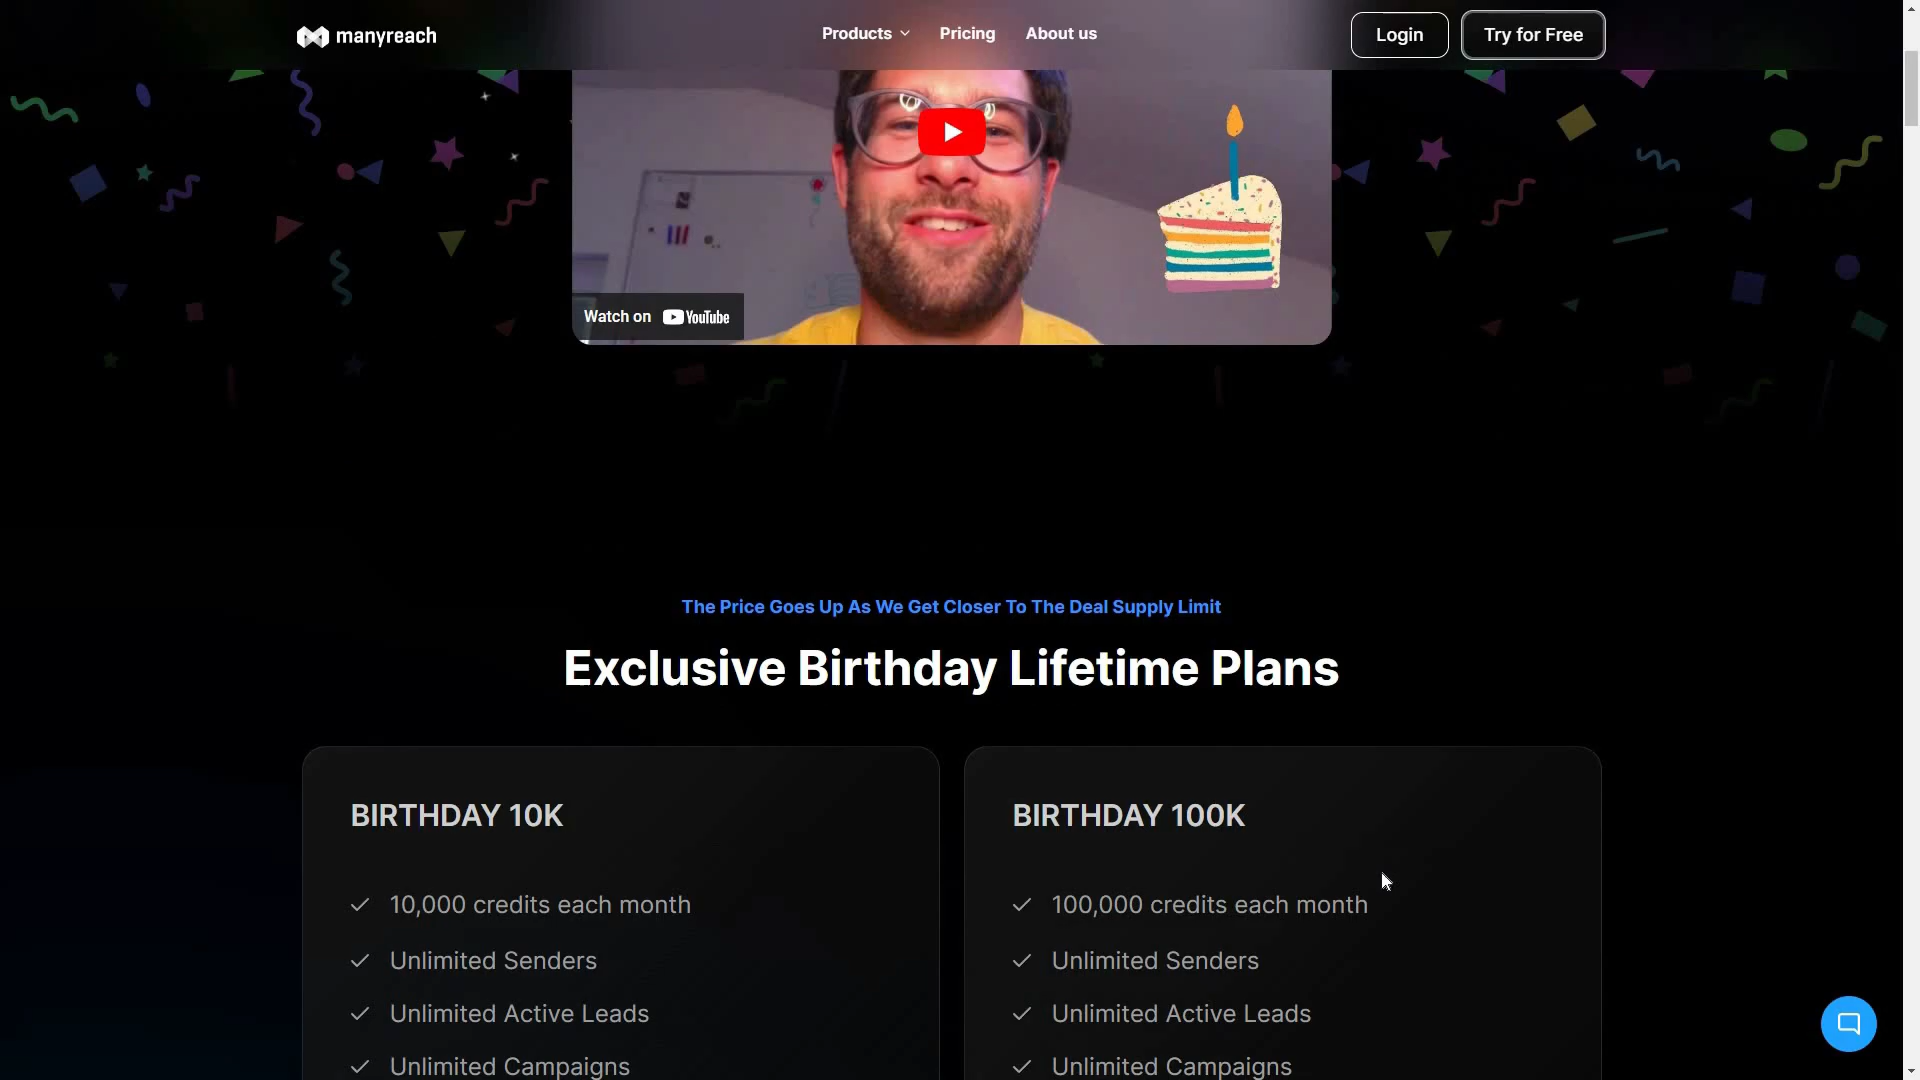 manyreach
Products
Pricing
About us
Login
Try for Free
Watch on YouTube
The Price Goes Up As We Get Closer To The Deal Supply Limit
Exclusive Birthday Lifetime Plans
BIRTHDAY 10K
10,000 credits each month
Unlimited Senders
Unlimited Active Leads
Unlimited Campaigns
BIRTHDAY 100K
100,000 credits each month
Unlimited Senders
Unlimited Active Leads
Unlimited Campaigns